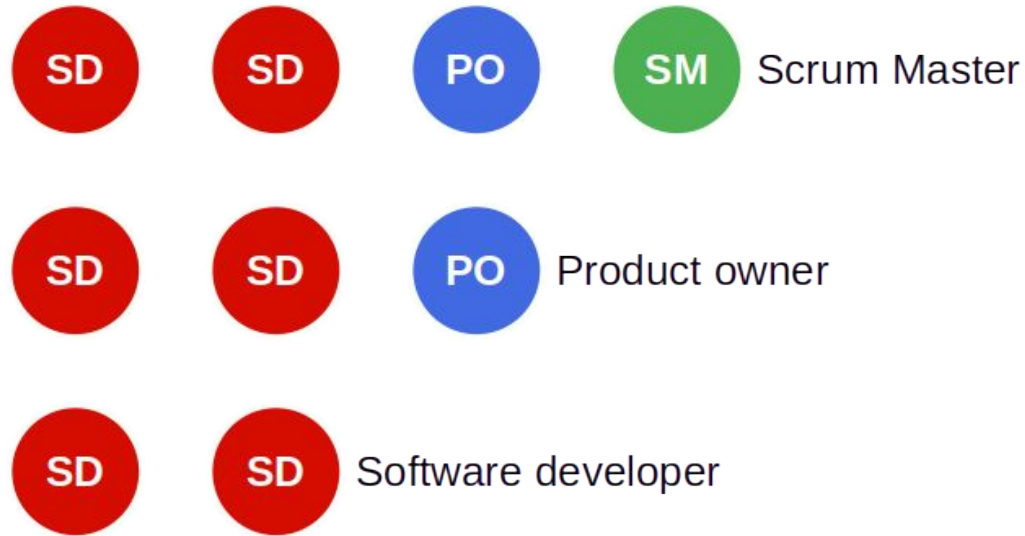 SD SD PO SM Scrum Master
SD SD PO Product owner
SD SD Software developer